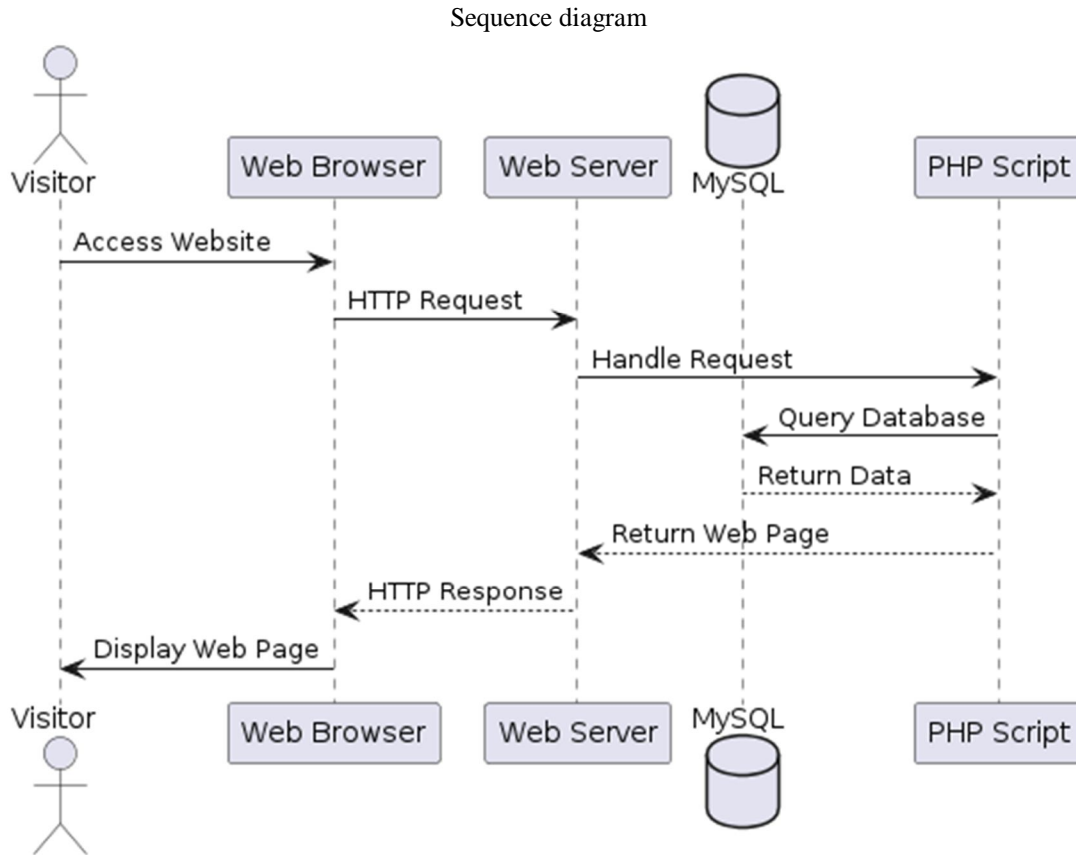 Sequence diagram
Visitor
Web Browser
Web Server
MySQL
PHP Script
Access Website
HTTP Request
Handle Request
Query Database
Return Data
Return Web Page
HTTP Response
Display Web Page
Visitor
Web Browser
Web Server
MySQL
PHP Script